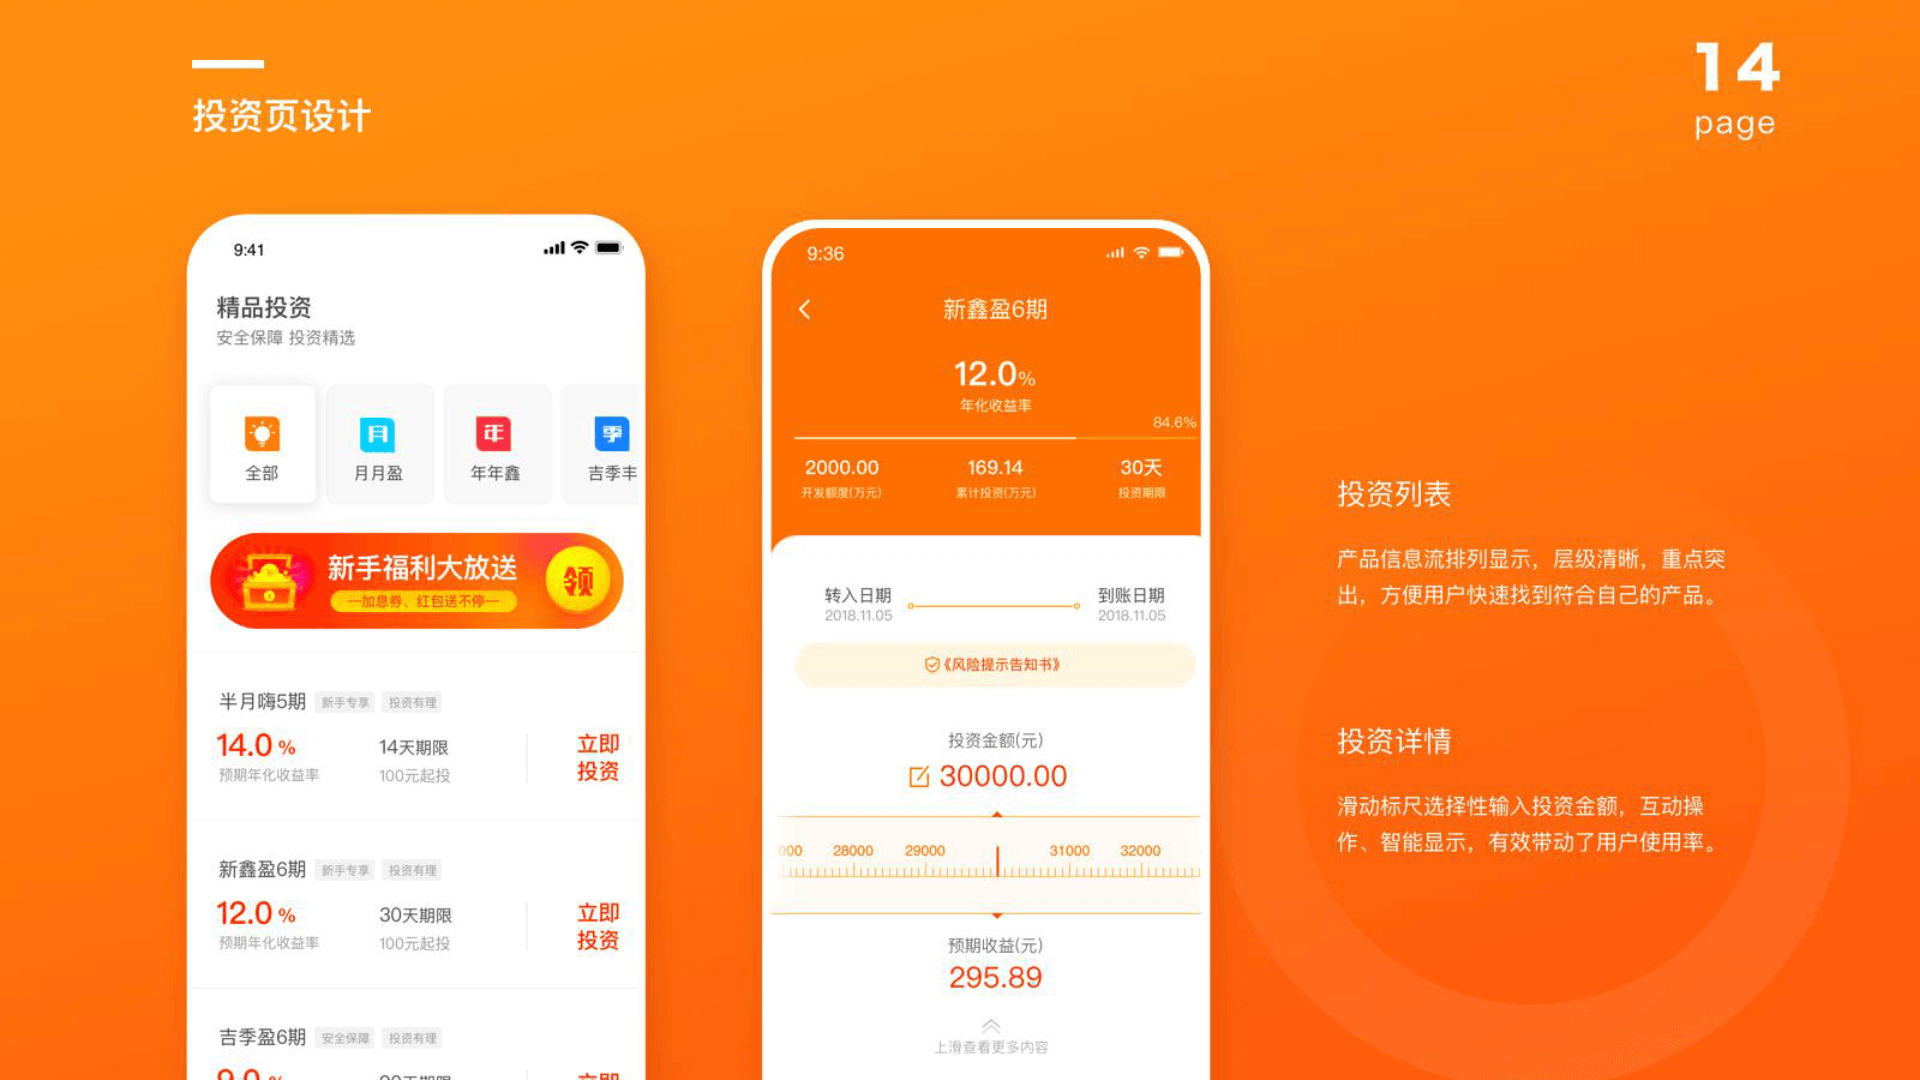 投资页设计
14
page
9:41
精品投资
安全保障 投资精选
月
年
季
全部
月月盈
年年鑫
吉季丰
新手福利大放送
—加息券、红包送不停—
领
半月嗨5期 新手专享 投资有理
14.0 % 14天期限 立即
预期年化收益率 100元起投 投资
新鑫盈6期 新手专享 投资有理
12.0 % 30天期限 立即
预期年化收益率 100元起投 投资
吉季盈6期 安全保障 投资有理
9:36
新鑫盈6期
12.0%
年化收益率
84.6%
2000.00 169.14 30天
开发额度(万元) 累计投资(万元) 投资期限
转入日期 到账日期
2018.11.05 2018.11.05
《风险提示告知书》
投资金额(元)
30000.00
000 28000 29000 31000 32000
预期收益(元)
295.89
上滑查看更多内容
投资列表
产品信息流排列显示，层级清晰，重点突
出，方便用户快速找到符合自己的产品。
投资详情
滑动标尺选择性输入投资金额，互动操
作、智能显示，有效带动了用户使用率。